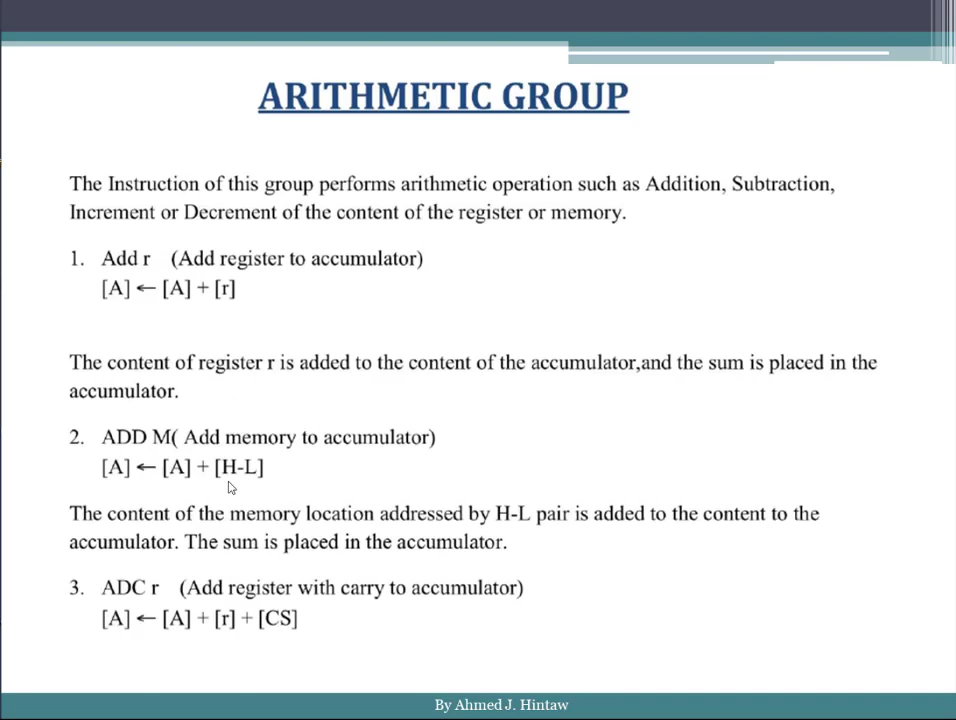 ARITHMETIC GROUP
The Instruction of this group performs arithmetic operation such as Addition, Subtraction,
Increment or Decrement of the content of the register or memory.
1. Add r (Add register to accumulator)
[A] ← [A] + [r]
The content of register r is added to the content of the accumulator,and the sum is placed in the
accumulator.
2. ADD M( Add memory to accumulator)
[A] ← [A] + [H-L]
The content of the memory location addressed by H-L pair is added to the content to the
accumulator. The sum is placed in the accumulator.
3. ADC r (Add register with carry to accumulator)
[A] ← [A] + [r] + [CS]
By Ahmed J. Hintaw